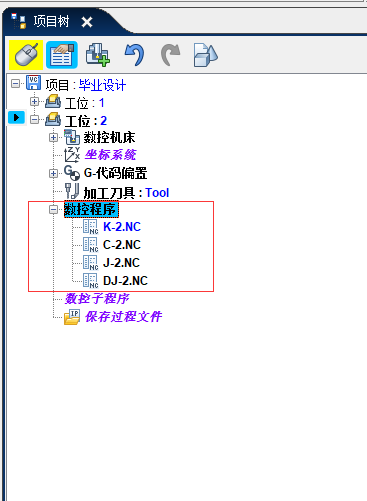 项目树
项目 : 毕业设计
工位 : 1
工位 : 2
数控机床
坐标系统
G-代码偏置
加工刀具 : Tool
数控程序
K-2.NC
C-2.NC
J-2.NC
DJ-2.NC
数控子程序
保存过程文件